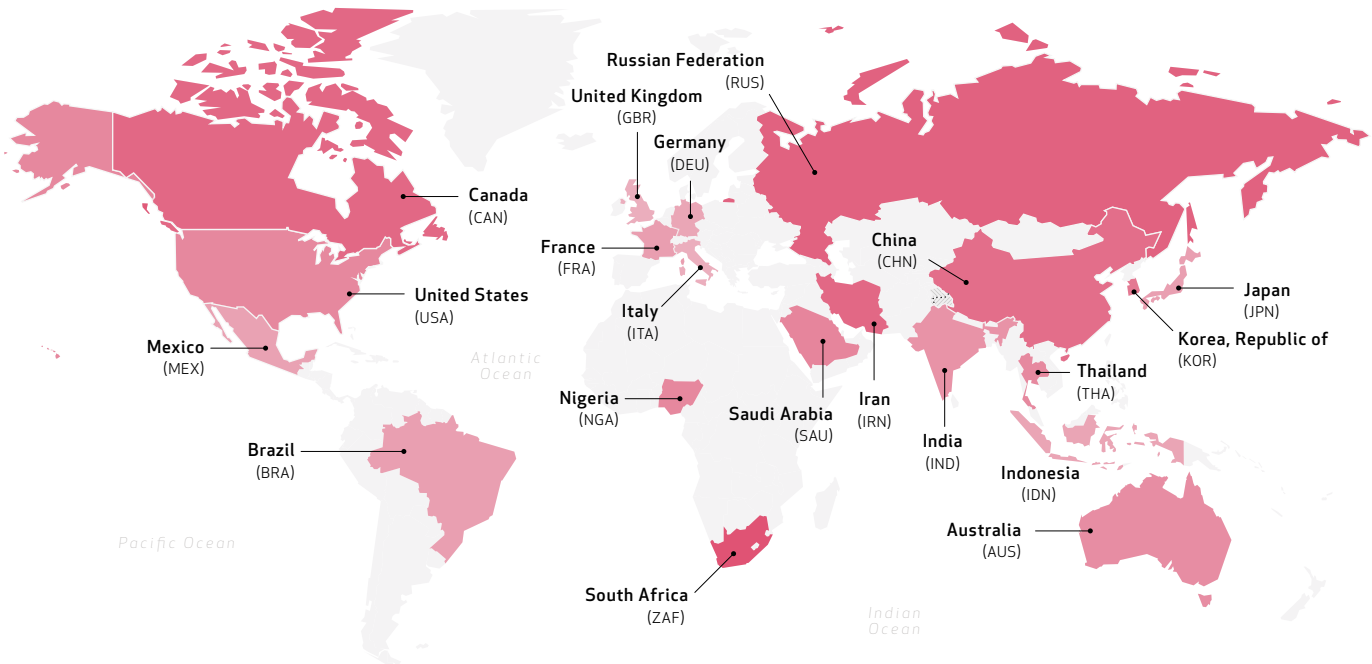 Russian Federation
(RUS)
United Kingdom
(GBR)
Germany
(DEU)
Canada
(CAN)
France
(FRA)
China
(CHN)
United States
(USA)
Italy
(ITA)
Japan
(JPN)
Korea, Republic of
(KOR)
Mexico
(MEX)
Atlantic
Ocean
Thailand
(THA)
Nigeria
(NGA)
Saudi Arabia
(SAU)
Iran
(IRN)
India
(IND)
Brazil
(BRA)
Indonesia
(IDN)
Pacific Ocean
Australia
(AUS)
South Africa
(ZAF)
Indian
Ocean